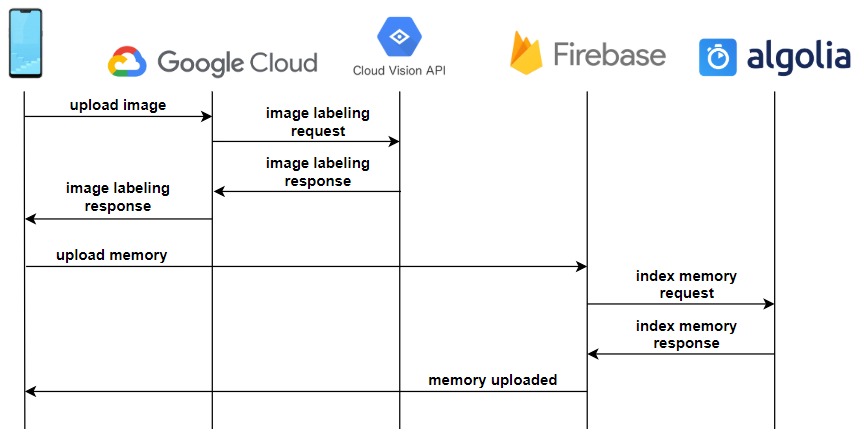 Google Cloud
Cloud Vision API
Firebase
algolia
upload image
image labeling
request
image labeling
response
image labeling
response
upload memory
index memory
request
index memory
response
memory uploaded